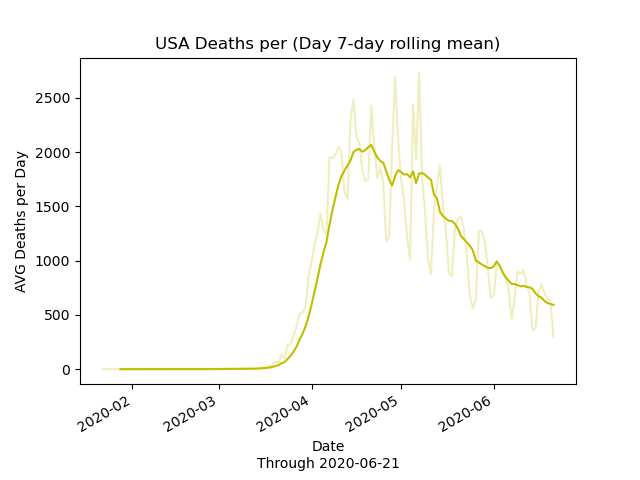 USA Deaths per (Day 7-day rolling mean)
AVG Deaths per Day
2500
2000
1500
1000
500
0
2020-02
2020-03
2020-04
2020-05
2020-06
Date
Through 2020-06-21